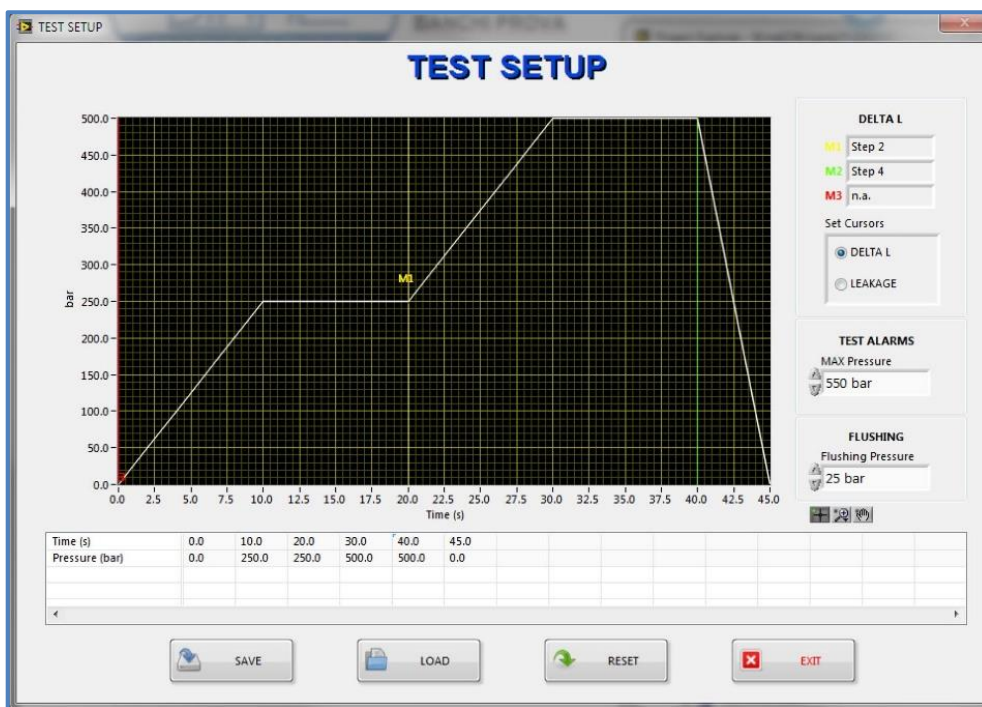 TEST SETUP
BANCHI PROVA
TEST SETUP
500.0
450.0
400.0
350.0
300.0
250.0
200.0
150.0
100.0
50.0
0.0
bar
M1
0.0 2.5 5.0 7.5 10.0 12.5 15.0 17.5 20.0 22.5 25.0 27.5 30.0 32.5 35.0 37.5 40.0 42.5 45.0
Time (s)
DELTA L
M1 Step 2
M2 Step 4
M3 n.a.
Set Cursors
DELTA L
LEAKAGE
TEST ALARMS
MAX Pressure
550 bar
FLUSHING
Flushing Pressure
25 bar
Time (s) 0.0 10.0 20.0 30.0 40.0 45.0
Pressure (bar) 0.0 250.0 250.0 500.0 500.0 0.0
SAVE LOAD RESET EXIT